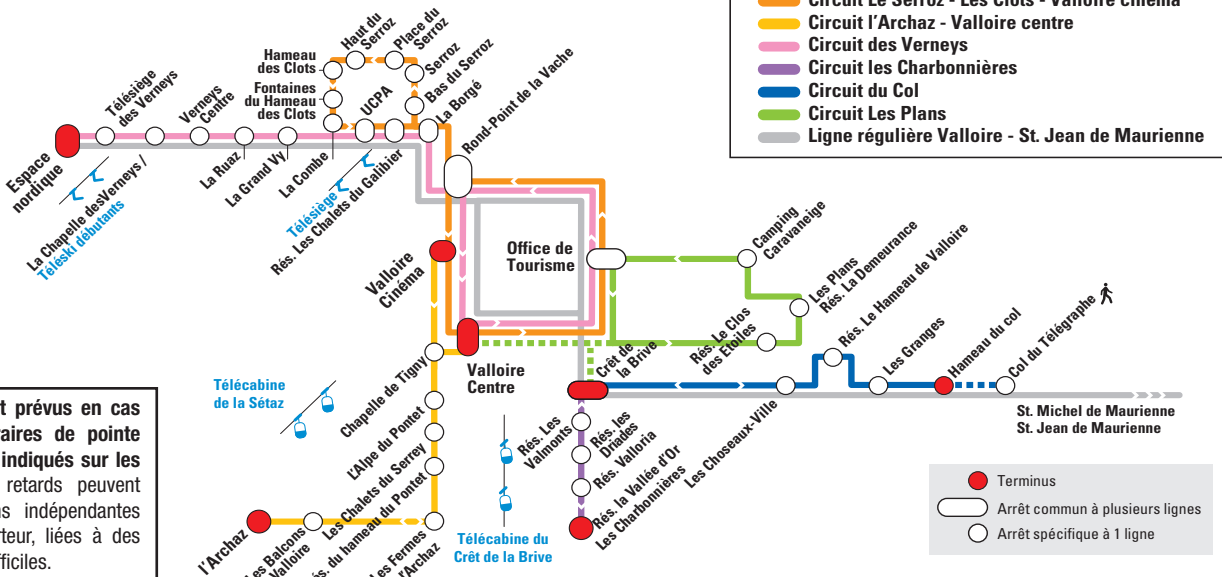 Circuit Le Serroz - Les Clots - Valloire cinéma
Circuit l'Archaz - Valloire centre
Circuit des Verneys
Circuit les Charbonnières
Circuit du Col
Circuit Les Plans
Ligne régulière Valloire - St. Jean de Maurienne
Espace
nordique
Télésiège
des Verneys
La Chapelle desVerneys /
Téléski débutants
Verneys
Centre
La Ruaz
La Grand Vy
La Combe
Hameau
des Clots
Fontaines
du Hameau
des Clots
Haut du
Serroz
Place du
Serroz
Serroz
Bas du Serroz
UCPA
Télésiège
Rés. Les Chalets du Galibier
La Borgé
Rond-Point de la Vache
Valloire
Cinéma
Office de
Tourisme
Camping
Caravaneige
Les Plans
Rés. La Demeurance
Rés. Le Clos
des Etoiles
Valloire
Centre
Crêt de
la Brive
Rés. Le Hameau de Valloire
Les Granges
Hameau du col
Col du Télégraphe
Les Choseaux-Ville
St. Michel de Maurienne
St. Jean de Maurienne
Télécabine
de la Sétaz
Chapelle de Tigny
l'Alpe du Pontet
Les Chalets du Serrey
s. du hameau du Pontet
Les Fermes
l'Archaz
Les Balcons
Valloire
l'Archaz
Rés. Les
Valmonts
Rés. les
Driades
Rés. Valloria
Rés. la Vallée d'Or
Les Charbonnières
Télécabine du
Crêt de la Brive
t prévus en cas
raires de pointe
indiqués sur les
retards peuvent
ns indépendantes
rteur, liées à des
fficiles.
Terminus
Arrêt commun à plusieurs lignes
Arrêt spécifique à 1 ligne